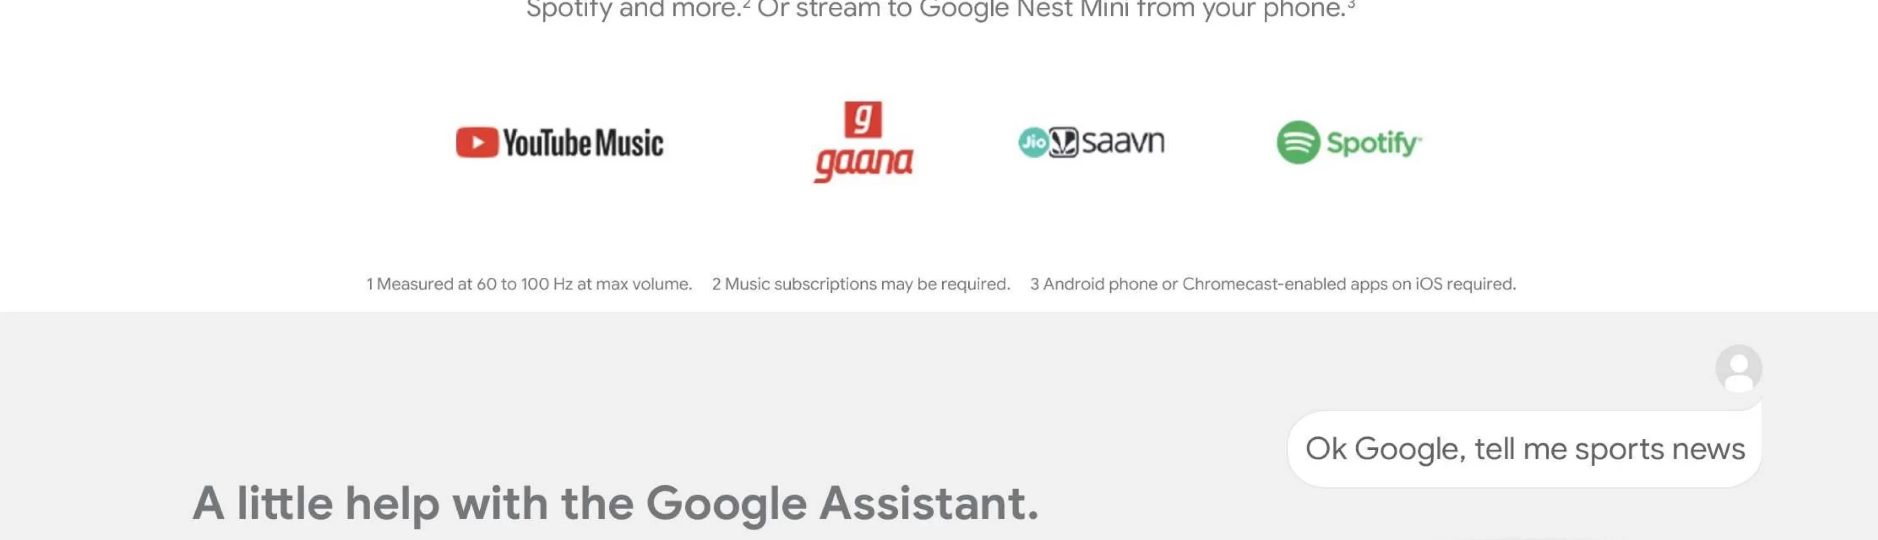 Spotify and more.² Or stream to Google Nest Mini from your phone.³
YouTube Music
g
gaana
Jio saavn
Spotify
1 Measured at 60 to 100 Hz at max volume. 2 Music subscriptions may be required. 3 Android phone or Chromecast-enabled apps on iOS required.
Ok Google, tell me sports news
A little help with the Google Assistant.